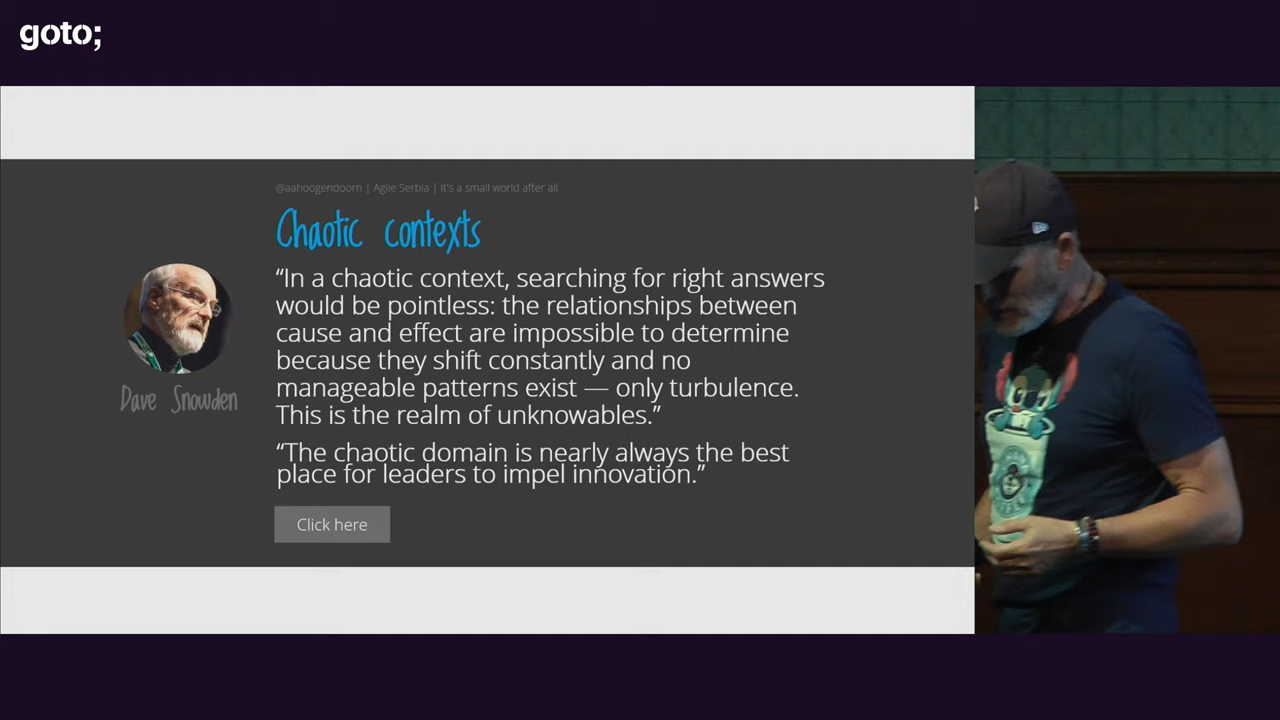 goto;
@aahoogendoorn | Agile Serbia | It's a small world after all
Chaotic contexts
“In a chaotic context, searching for right answers
would be pointless: the relationships between
cause and effect are impossible to determine
because they shift constantly and no
manageable patterns exist — only turbulence.
This is the realm of unknowables.”
Dave Snowden
“The chaotic domain is nearly always the best
place for leaders to impel innovation.”
Click here